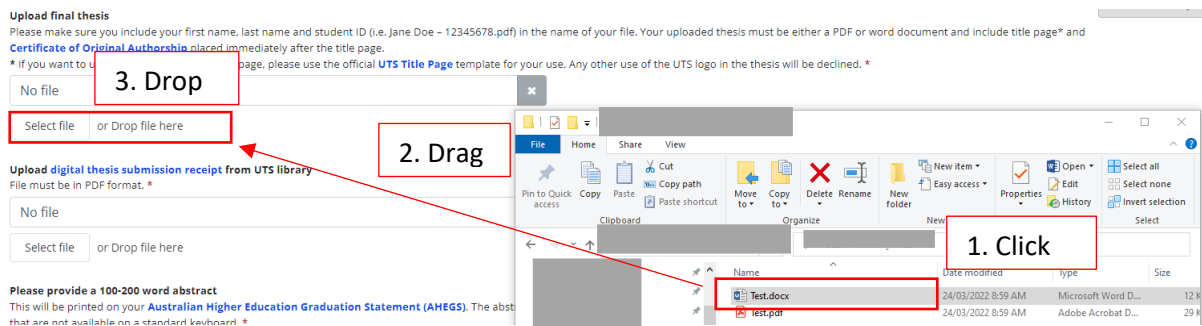 Upload final thesis
Please make sure you include your first name, last name and student ID (i.e. Jane Doe – 12345678.pdf) in the name of your file. Your uploaded thesis must be either a PDF or word document and include title page* and
Certificate of Original Authorship placed immediately after the title page.
* If you want to page, please use the official UTS Title Page template for your use. Any other use of the UTS logo in the thesis will be declined. *
3. Drop
No file
Select file or Drop file here
2. Drag
Upload digital thesis submission receipt from UTS library
File must be in PDF format. *
No file
Select file or Drop file here
Please provide a 100-200 word abstract
This will be printed on your Australian Higher Education Graduation Statement (AHEGS). The
that are not available on a standard keyboard. *
File Home Share View
Pin to Quick access
Copy
Paste
Cut
Copy path
Paste shortcut
Clipboard
Move to
Copy to
Delete
Rename
Organize
New folder
New item
Easy access
New
Properties
Open
Edit
History
Select all
Select none
Invert selection
Select
1. Click
Name Date modified Type Size
Test.docx 24/03/2022 8:59 AM Microsoft Word D... 12
Test.pdf 24/03/2022 8:59 AM Adobe Acrobat D... 29